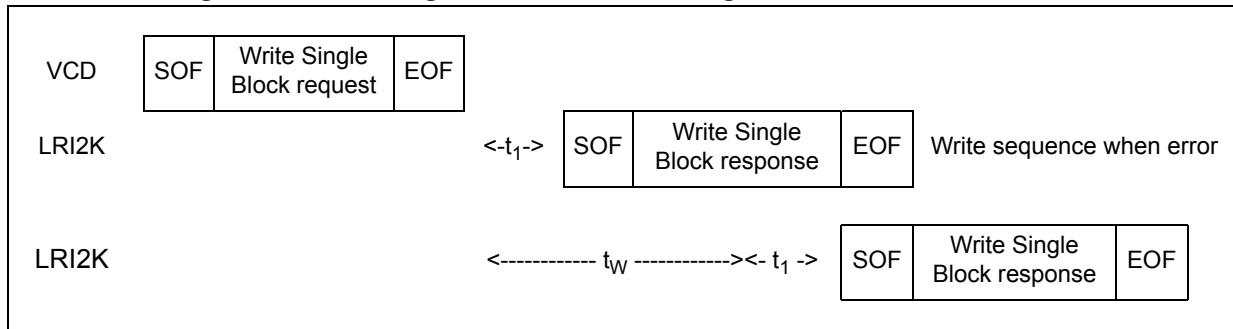 VCD SOF Write Single Block request EOF
LRI2K <-t1-> SOF Write Single Block response EOF Write sequence when error
LRI2K <------------ tW ------------><- t1 -> SOF Write Single Block response EOF